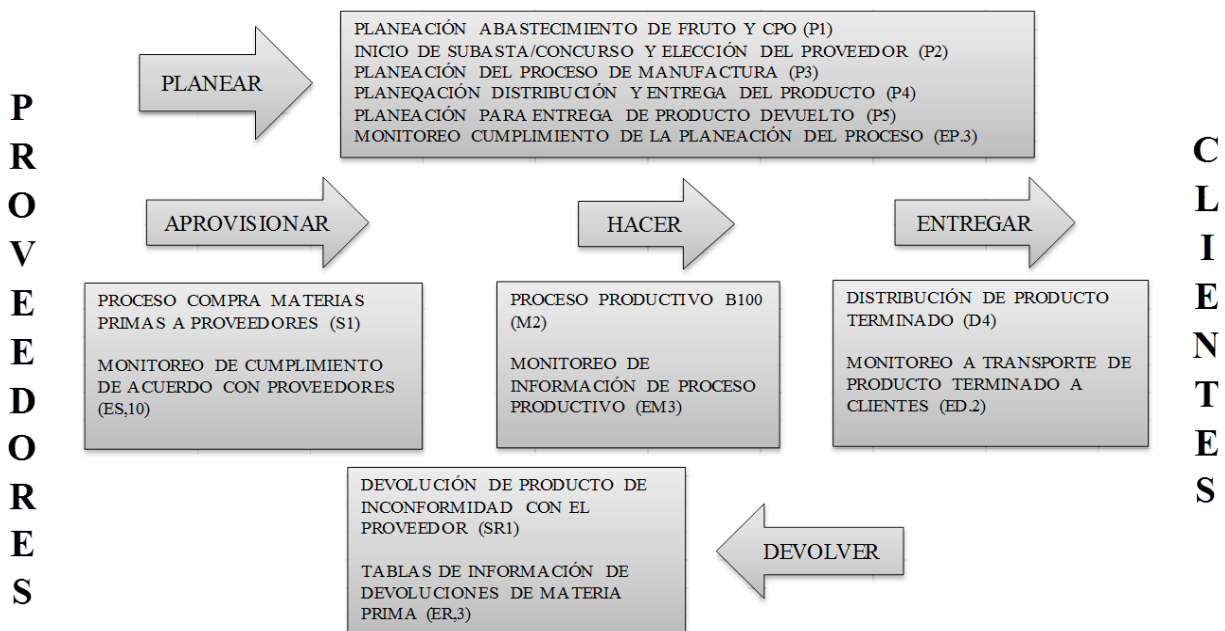 PROVEEDORES
PLANEAR
PLANEACIÓN ABASTECIMIENTO DE FRUTO Y CPO (P1)
INICIO DE SUBASTA/CONCURSO Y ELECCIÓN DEL PROVEEDOR (P2)
PLANEACIÓN DEL PROCESO DE MANUFACTURA (P3)
PLANEQACIÓN DISTRIBUCIÓN Y ENTREGA DEL PRODUCTO (P4)
PLANEACIÓN PARA ENTREGA DE PRODUCTO DEVUELTO (P5)
MONITOREO CUMPLIMIENTO DE LA PLANEACIÓN DEL PROCESO (EP.3)
APROVISIONAR
PROCESO COMPRA MATERIAS
PRIMAS A PROVEEDORES (S1)
MONITOREO DE CUMPLIMIENTO
DE ACUERDO CON PROVEEDORES
(ES,10)
HACER
PROCESO PRODUCTIVO B100
(M2)
MONITOREO DE
INFORMACIÓN DE PROCESO
PRODUCTIVO (EM3)
ENTREGAR
DISTRIBUCIÓN DE PRODUCTO
TERMINADO (D4)
MONITOREO A TRANSPORTE DE
PRODUCTO TERMINADO A
CLIENTES (ED.2)
DEVOLVER
DEVOLUCIÓN DE PRODUCTO DE
INCONFORMIDAD CON EL
PROVEEDOR (SR1)
TABLAS DE INFORMACIÓN DE
DEVOLUCIONES DE MATERIA
PRIMA (ER,3)
CLIENTES